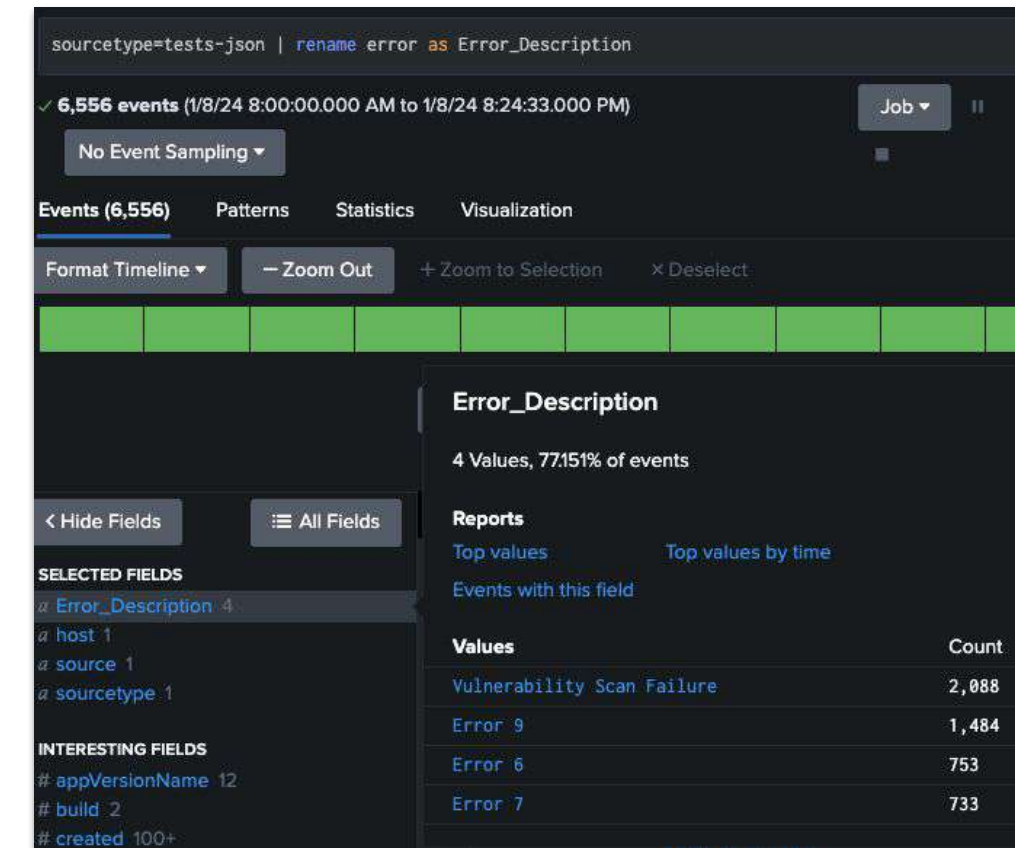 sourcetype=tests-json | rename error as Error_Description
✓ 6,556 events (1/8/24 8:00:00.000 AM to 1/8/24 8:24:33.000 PM)
Job ▾
No Event Sampling ▾
Events (6,556) Patterns Statistics Visualization
Format Timeline ▾ — Zoom Out + Zoom to Selection × Deselect
Error_Description
4 Values, 77.151% of events
< Hide Fields All Fields
Reports
Top values Top values by time
Events with this field
SELECTED FIELDS
a Error_Description 4
a host 1
a source 1
a sourcetype 1
Values Count
Vulnerability Scan Failure 2,088
Error 9 1,484
Error 6 753
Error 7 733
INTERESTING FIELDS
# appVersionName 12
# build 2
# created 100+